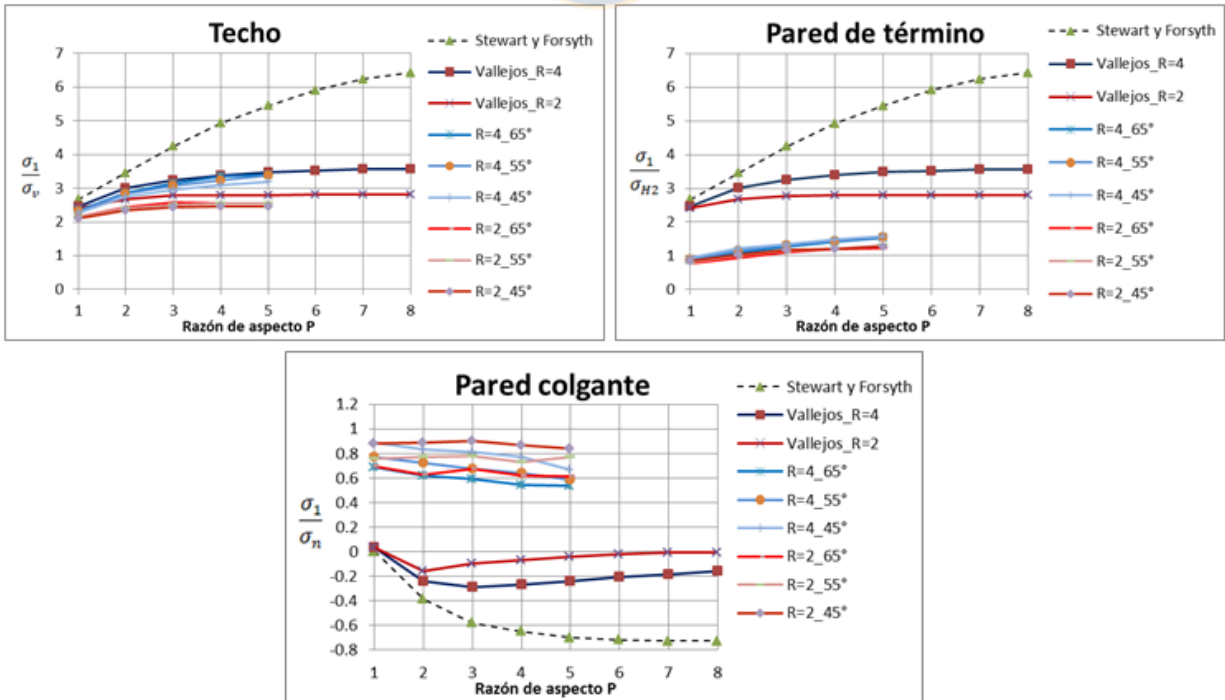 Techo
7
6
5
4
3
2
1
0
σ1
σv
1 2 3 4 5 6 7 8
Razón de aspecto P
Stewart y Forsyth
Vallejos_R=4
Vallejos_R=2
R=4_65°
R=4_55°
R=4_45°
R=2_65°
R=2_55°
R=2_45°
Pared de término
7
6
5
4
3
2
1
0
σ1
σH2
1 2 3 4 5 6 7 8
Razón de aspecto P
Stewart y Forsyth
Vallejos_R=4
Vallejos_R=2
R=4_65°
R=4_55°
R=4_45°
R=2_65°
R=2_55°
R=2_45°
Pared colgante
1.2
1
0.8
0.6
0.4
0.2
0
-0.2
-0.4
-0.6
-0.8
σ1
σn
1 2 3 4 5 6 7 8
Razón de aspecto P
Stewart y Forsyth
Vallejos_R=4
Vallejos_R=2
R=4_65°
R=4_55°
R=4_45°
R=2_65°
R=2_55°
R=2_45°